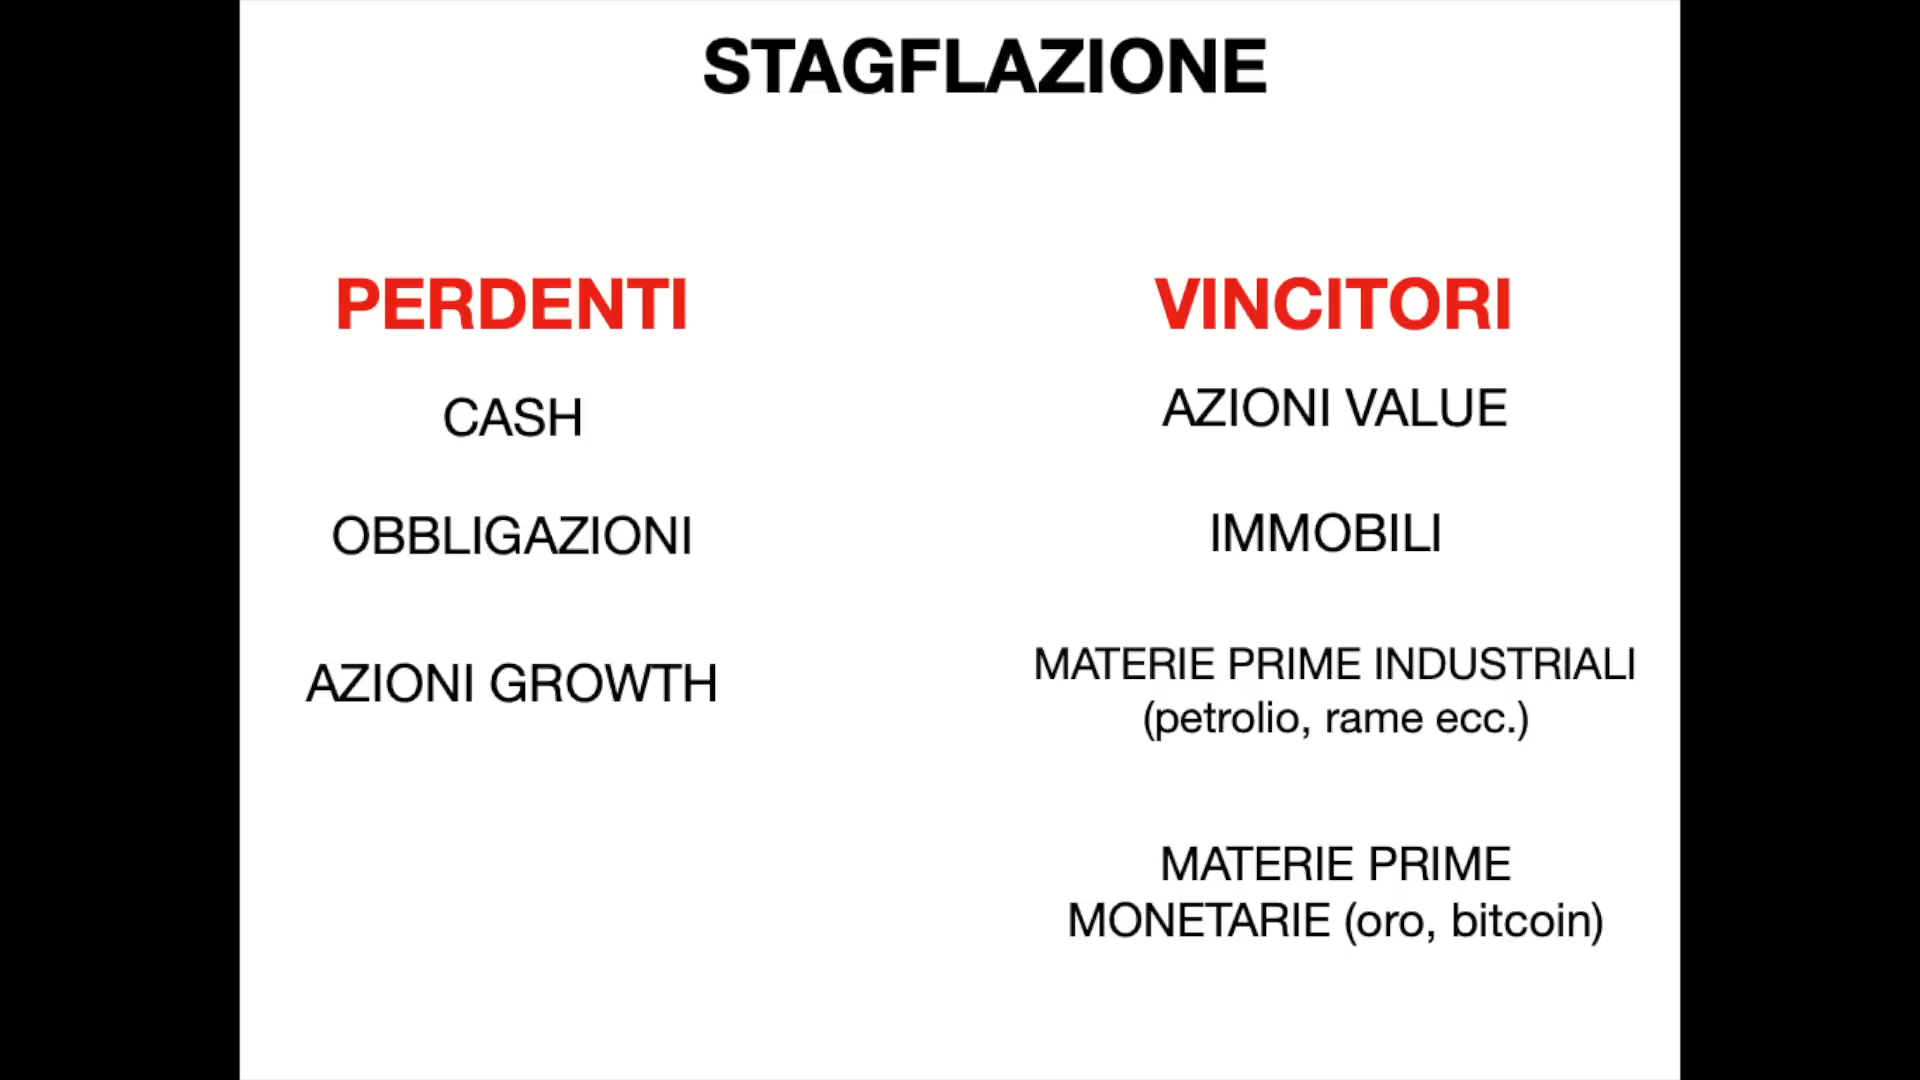 STAGFLAZIONE
PERDENTI
CASH
OBBLIGAZIONI
AZIONI GROWTH
VINCITORI
AZIONI VALUE
IMMOBILI
MATERIE PRIME INDUSTRIALI
(petrolio, rame ecc.)
MATERIE PRIME
MONETARIE (oro, bitcoin)